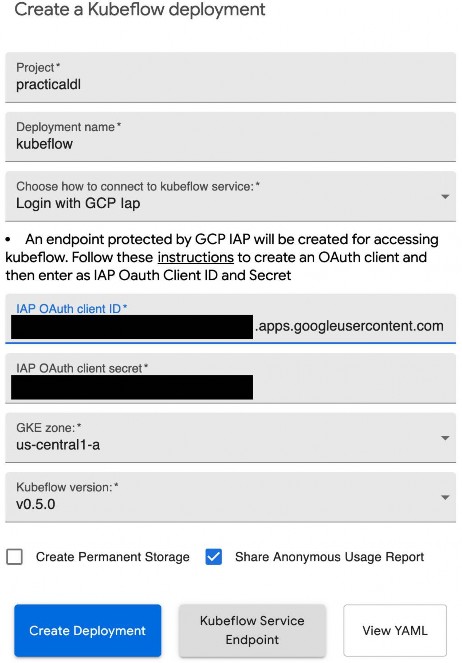 Create a Kubeflow deployment
Project*
practicaldl
Deployment name*
kubeflow
Choose how to connect to kubeflow service:*
Login with GCP Iap
• An endpoint protected by GCP IAP will be created for accessing
kubeflow. Follow these instructions to create an OAuth client and
then enter as IAP Oauth Client ID and Secret
IAP OAuth client ID*
.apps.googleusercontent.com
IAP OAuth client secret*
GKE zone:*
us-central1-a
Kubeflow version:*
v0.5.0
Create Permanent Storage Share Anonymous Usage Report
Create Deployment
Kubeflow Service
Endpoint
View YAML